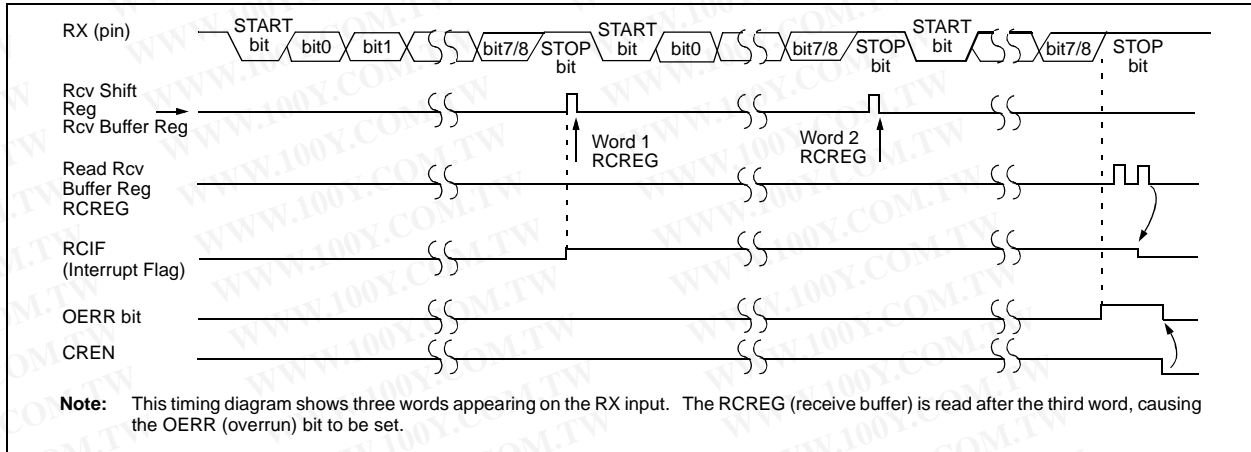 RX (pin)
START
bit
bit0
bit1
bit7/8
STOP
bit
START
bit
bit0
bit7/8
STOP
bit
START
bit
bit7/8
STOP
bit
Rcv Shift
Reg
Rcv Buffer Reg
Word 1
RCREG
Word 2
RCREG
Read Rcv
Buffer Reg
RCREG
RCIF
(Interrupt Flag)
OERR bit
CREN
Note: This timing diagram shows three words appearing on the RX input. The RCREG (receive buffer) is read after the third word, causing
the OERR (overrun) bit to be set.
WWW.100Y.COM.TW